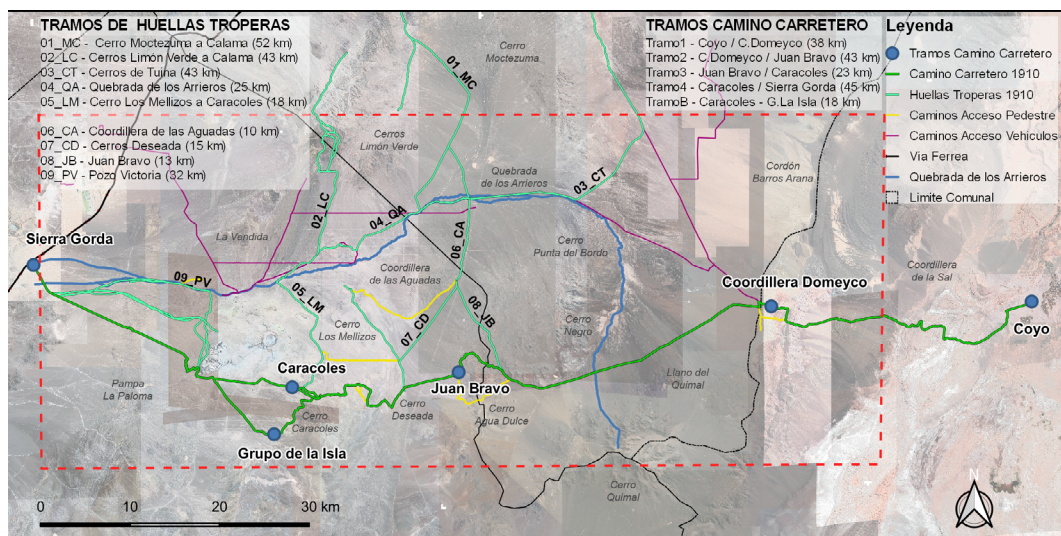 TRAMOS DE HUELLAS TROPERAS
01_MC - Cerro Moctezuma a Calama (52 km)
02_LC - Cerros Limón Verde a Calama (43 km)
03_CT - Cerros de Tuina (43 km)
04_QA - Quebrada de los Arrieros (25 km)
05_LM - Cerro Los Mellizos a Caracoles (18 km)
06_CA - Coordillera de las Aguadas (10 km)
07_CD - Cerros Deseada (15 km)
08_JB - Juan Bravo (13 km)
09_PV - Pozo Victoria (32 km)
TRAMOS CAMINO CARRETERO
Tramo1 - Coyo / C.Domeyco (38 km)
Tramo2 - C.Domeyco / Juan Bravo (43 km)
Tramo3 - Juan Bravo / Caracoles (23 km)
Tramo4 - Caracoles / Sierra Gorda (45 km)
TramoB - Caracoles - G.La Isla (18 km)
Leyenda
Tramos Camino Carretero
Camino Carretero 1910
Huellas Troperas 1910
Caminos Acceso Pedestre
Caminos Acceso Vehículos
Via Ferrea
Quebrada de los Arrieros
Limite Comunal
Cerro
Moctezuma
01_MC
Cerros
Limón Verde
Quebrada
de los Arrieros
03_CT
Cordón
Barros Arana
02_LC
04_QA
06_CA
La Vendida
Sierra Gorda
Cerro
Punta del Bordo
Coordillera
de las Aguadas
Coordillera
de la Sal
09_PV
05_LM
Coordillera Domeyco
Cerro
Los Mellizos
07_CD
08_JB
Cerro
Negro
Coyo
Caracoles
Juan Bravo
Llano del
Quimal
Pampa
La Paloma
Cerro
Caracoles
Cerro
Deseada
Cerro
Agua Dulce
Grupo de la Isla
Cerro
Quimal
N
0 10 20 30 km